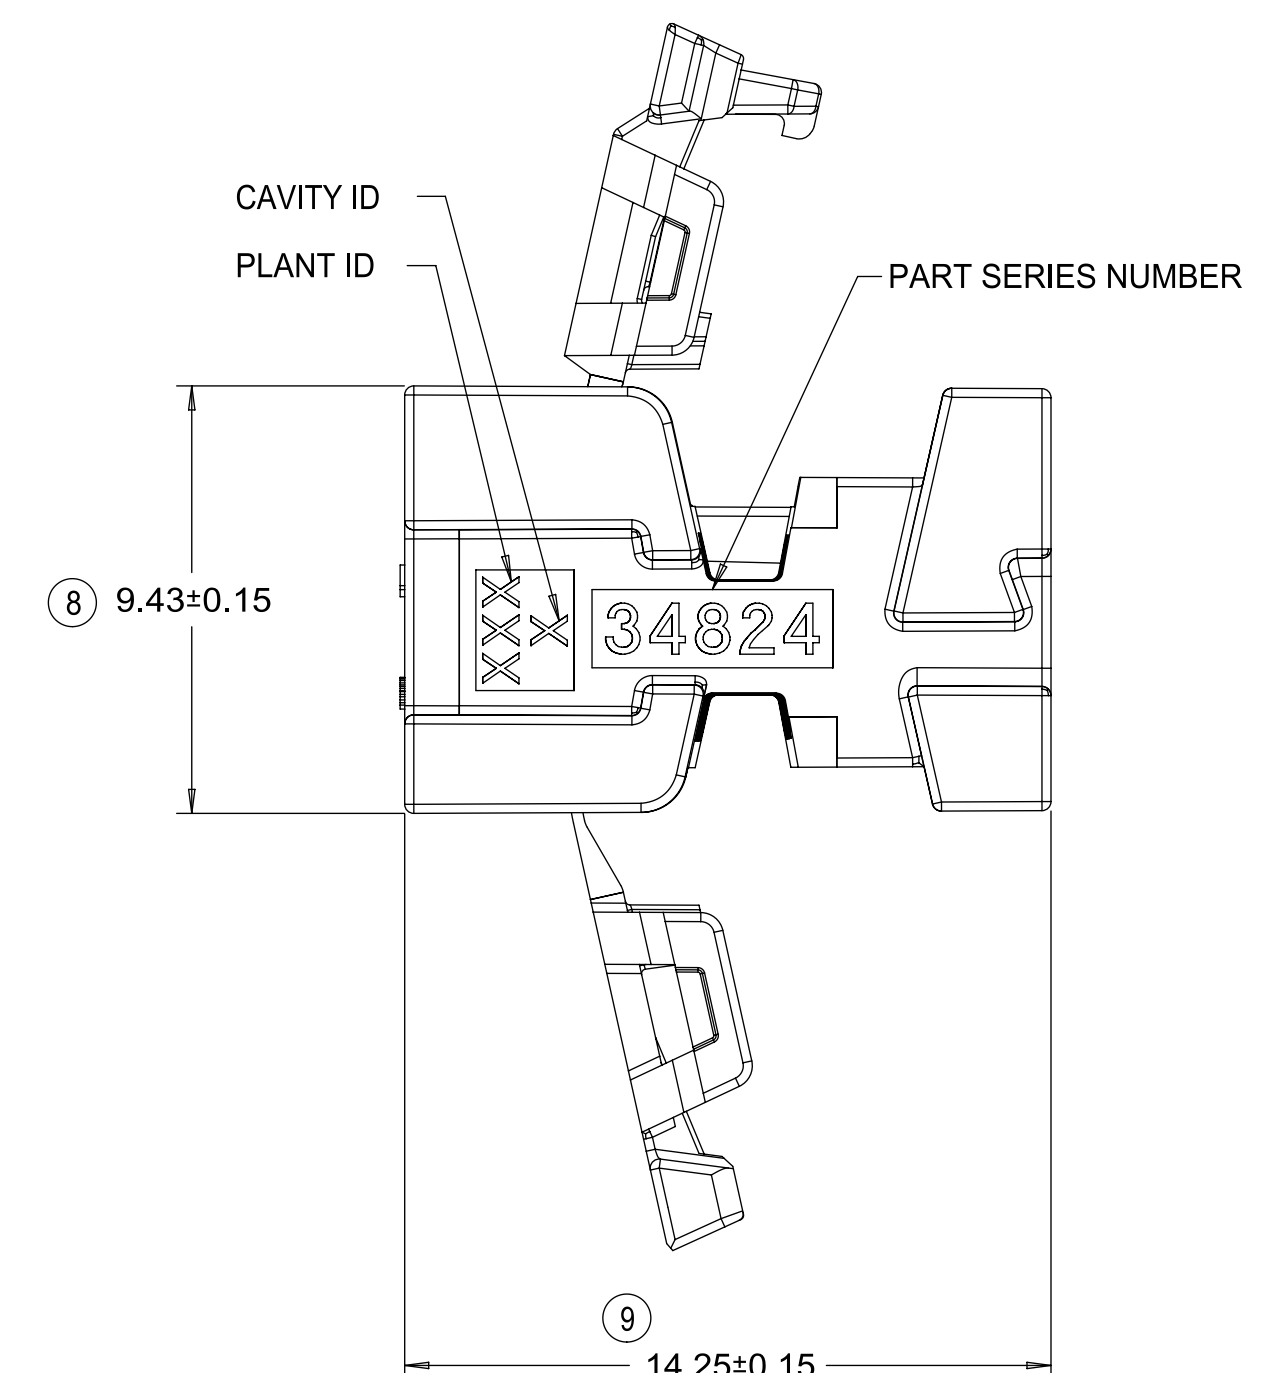 CAVITY ID
PLANT ID
PART SERIES NUMBER
XXX
X
34824
8 9.43±0.15
9
14.25±0.15